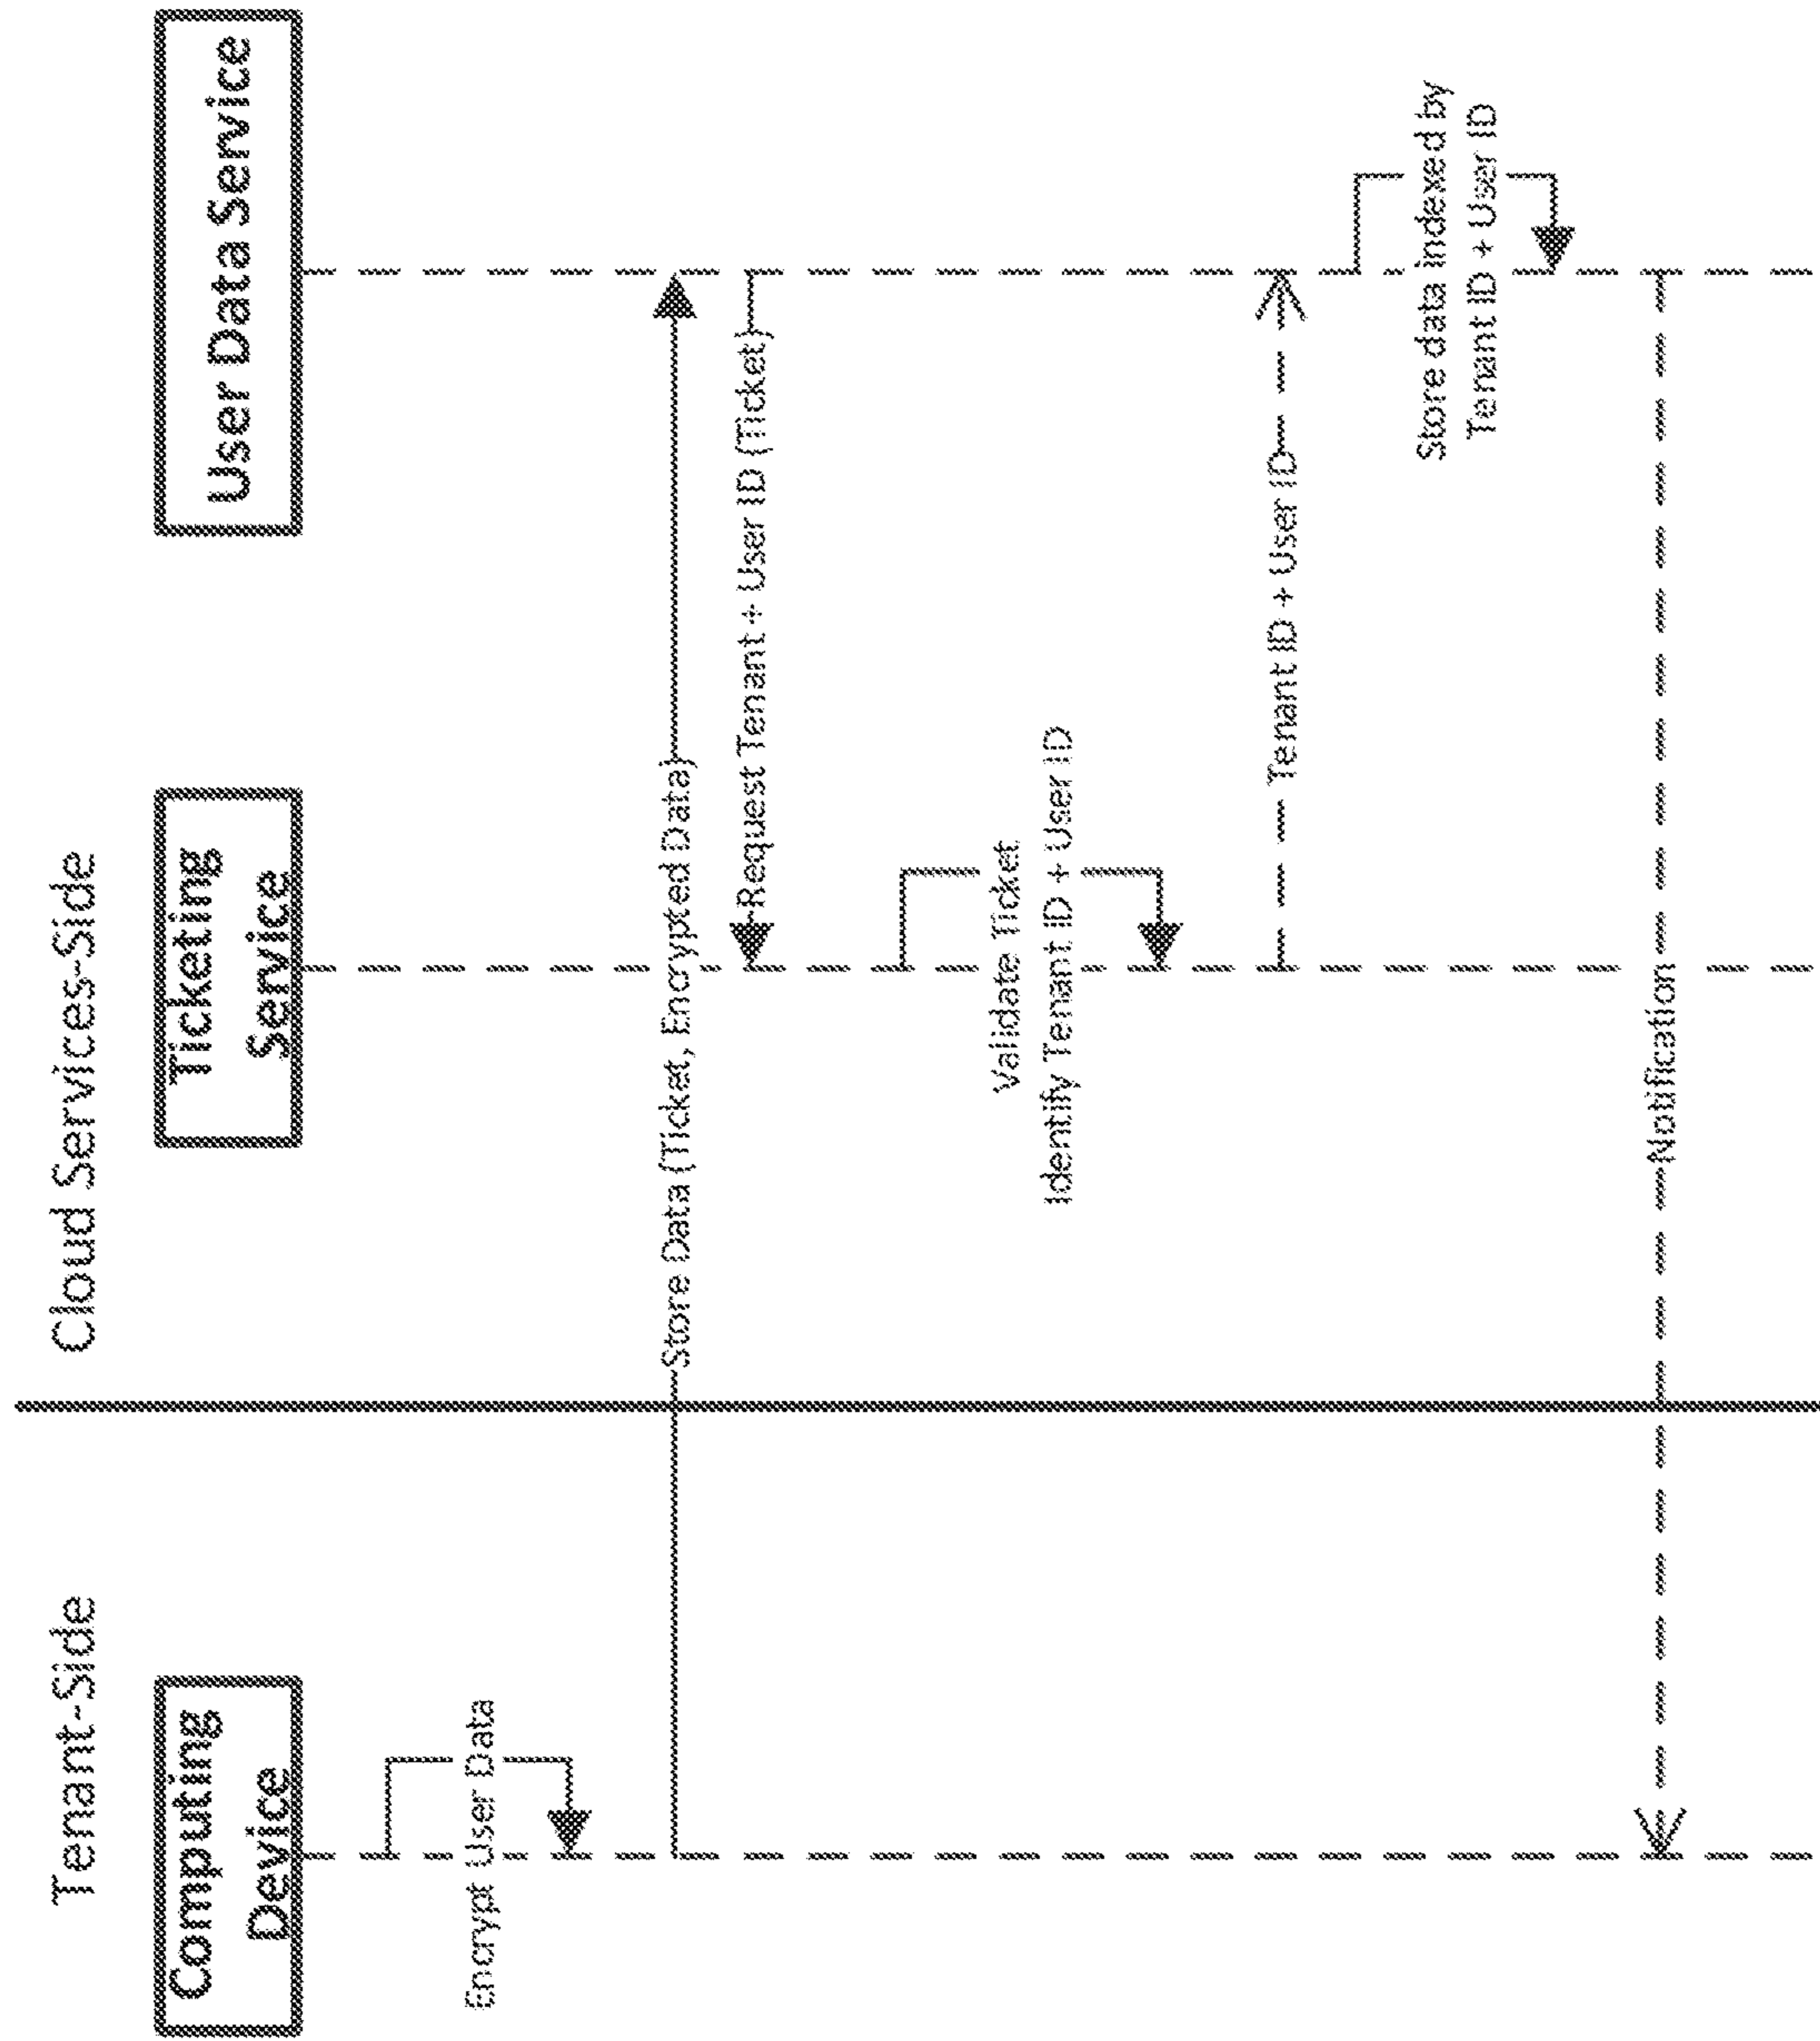 Tenant-Side
Cloud Services-Side
Computing
Device
Ticketing
Service
User Data Service
Encrypt User Data
Store Data (Ticket, Encrypted Data)
Request Tenant + User ID (Ticket)
Validate Ticket
Identify Tenant ID + User ID
Tenant ID + User ID
Store data indexed by
Tenant ID + User ID
Notification